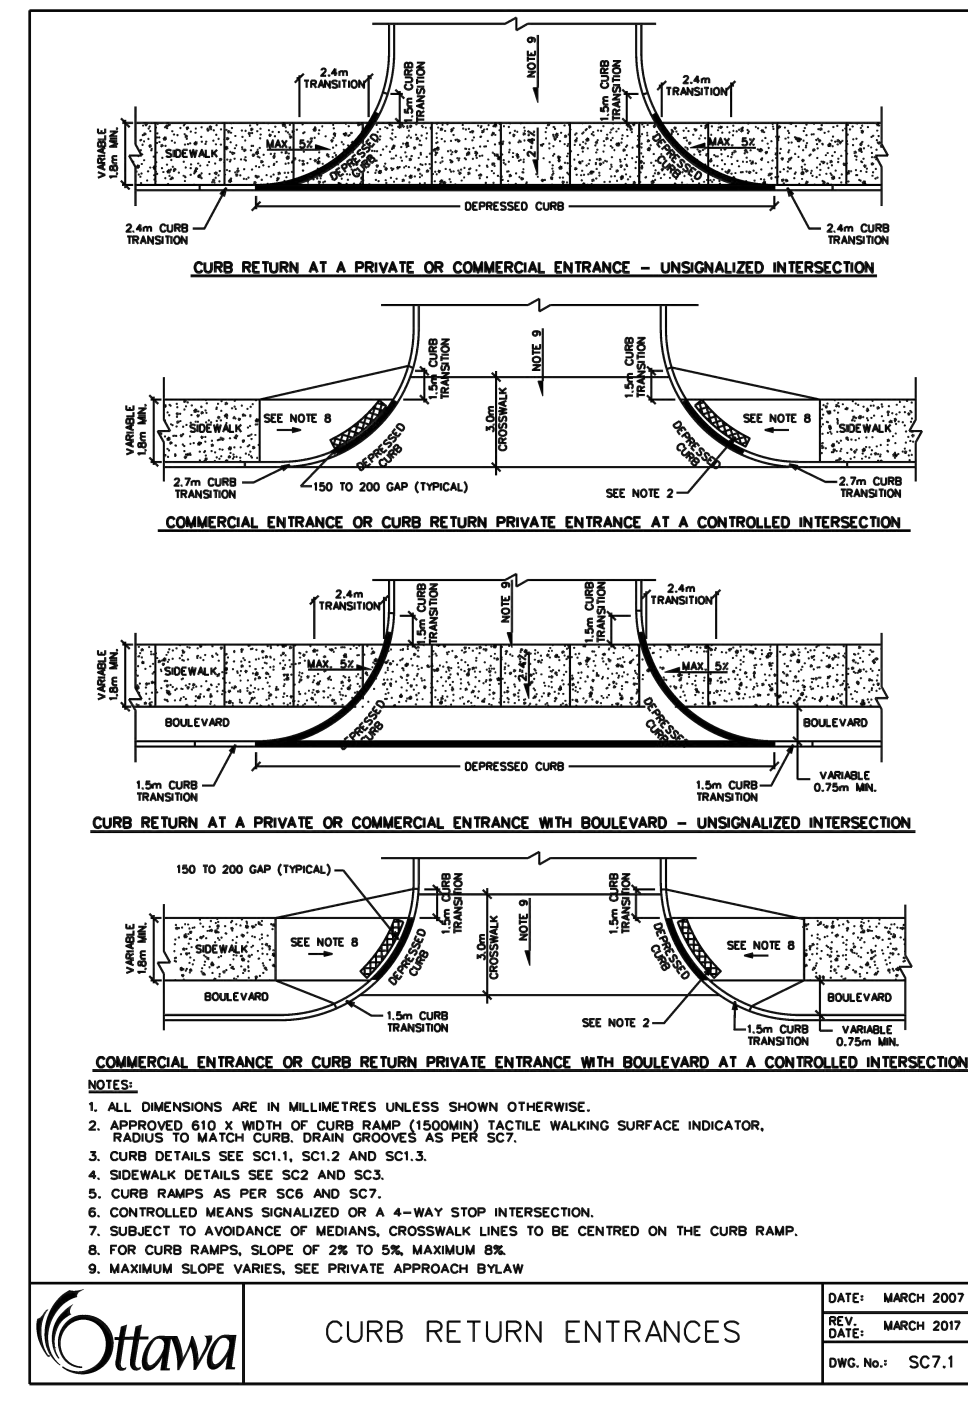 NOTE 9
2.4m
TRANSITION
1.5m CURB
TRANSITION
1.5m CURB
TRANSITION
2.4m
TRANSITION
VARIABLE
1.8m MIN.
SIDEWALK
MAX. 5%
DEPRESSED
CURB
2-4%
DEPRESSED
CURB
MAX. 5%
DEPRESSED CURB
2.4m CURB
TRANSITION
2.4m CURB
TRANSITION
CURB RETURN AT A PRIVATE OR COMMERCIAL ENTRANCE - UNSIGNALIZED INTERSECTION
1.5m CURB
TRANSITION
NOTE 9
1.5m CURB
TRANSITION
VARIABLE
1.8m MIN.
SIDEWALK
SEE NOTE 8
DEPRESSED
CURB
3.0m
CROSSWALK
DEPRESSED
CURB
SEE NOTE 8
SIDEWALK
2.7m CURB
TRANSITION
150 TO 200 GAP (TYPICAL)
SEE NOTE 2
2.7m CURB
TRANSITION
COMMERCIAL ENTRANCE OR CURB RETURN PRIVATE ENTRANCE AT A CONTROLLED INTERSECTION
2.4m
TRANSITION
1.5m CURB
TRANSITION
NOTE 9
1.5m CURB
TRANSITION
2.4m
TRANSITION
VARIABLE
1.8m MIN.
SIDEWALK
MAX. 5%
2-4%
MAX. 5%
BOULEVARD
DEPRESSED
CURB
DEPRESSED
CURB
BOULEVARD
DEPRESSED CURB
1.5m CURB
TRANSITION
1.5m CURB
TRANSITION
VARIABLE
0.75m MIN.
CURB RETURN AT A PRIVATE OR COMMERCIAL ENTRANCE WITH BOULEVARD - UNSIGNALIZED INTERSECTION
150 TO 200 GAP (TYPICAL)
1.5m CURB
TRANSITION
3.0m
CROSSWALK
NOTE 9
1.5m CURB
TRANSITION
VARIABLE
1.8m MIN.
SIDEWALK
SEE NOTE 8
DEPRESSED
CURB
DEPRESSED
CURB
SEE NOTE 8
BOULEVARD
BOULEVARD
1.5m CURB
TRANSITION
SEE NOTE 2
1.5m CURB
TRANSITION
VARIABLE
0.75m MIN.
COMMERCIAL ENTRANCE OR CURB RETURN PRIVATE ENTRANCE WITH BOULEVARD AT A CONTROLLED INTERSECTION
NOTES:
1. ALL DIMENSIONS ARE IN MILLIMETRES UNLESS SHOWN OTHERWISE.
2. APPROVED 610 X WIDTH OF CURB RAMP (1500MIN) TACTILE WALKING SURFACE INDICATOR,
RADIUS TO MATCH CURB. DRAIN GROOVES AS PER SC7.
3. CURB DETAILS SEE SC1.1, SC1.2 AND SC1.3.
4. SIDEWALK DETAILS SEE SC2 AND SC3.
5. CURB RAMPS AS PER SC6 AND SC7.
6. CONTROLLED MEANS SIGNALIZED OR A 4-WAY STOP INTERSECTION.
7. SUBJECT TO AVOIDANCE OF MEDIANS, CROSSWALK LINES TO BE CENTRED ON THE CURB RAMP.
8. FOR CURB RAMPS, SLOPE OF 2% TO 5%, MAXIMUM 8%.
9. MAXIMUM SLOPE VARIES, SEE PRIVATE APPROACH BYLAW
Ottawa
CURB RETURN ENTRANCES
DATE: MARCH 2007
REV.
DATE: MARCH 2017
DWG. No.: SC7.1